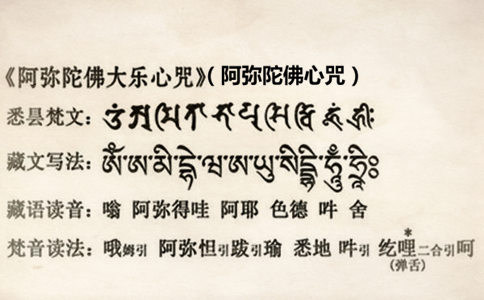 《阿弥陀佛大乐心咒》(阿弥陀佛心咒)
悉昙梵文：
藏文写法：ཨོཾ་ཨ་མི་དྷེ་ཝ་ཨ་ཡུ་སིདྡྷི་ཧཱུྃ་ཧྲཱིཿ
藏语读音：嗡 阿弥得哇 阿耶 色德 吽 舍
梵音读法：哦姆引 阿弥怛引跋引瑜 悉地 吽引 纥哩*二合引呵
(弹舌)